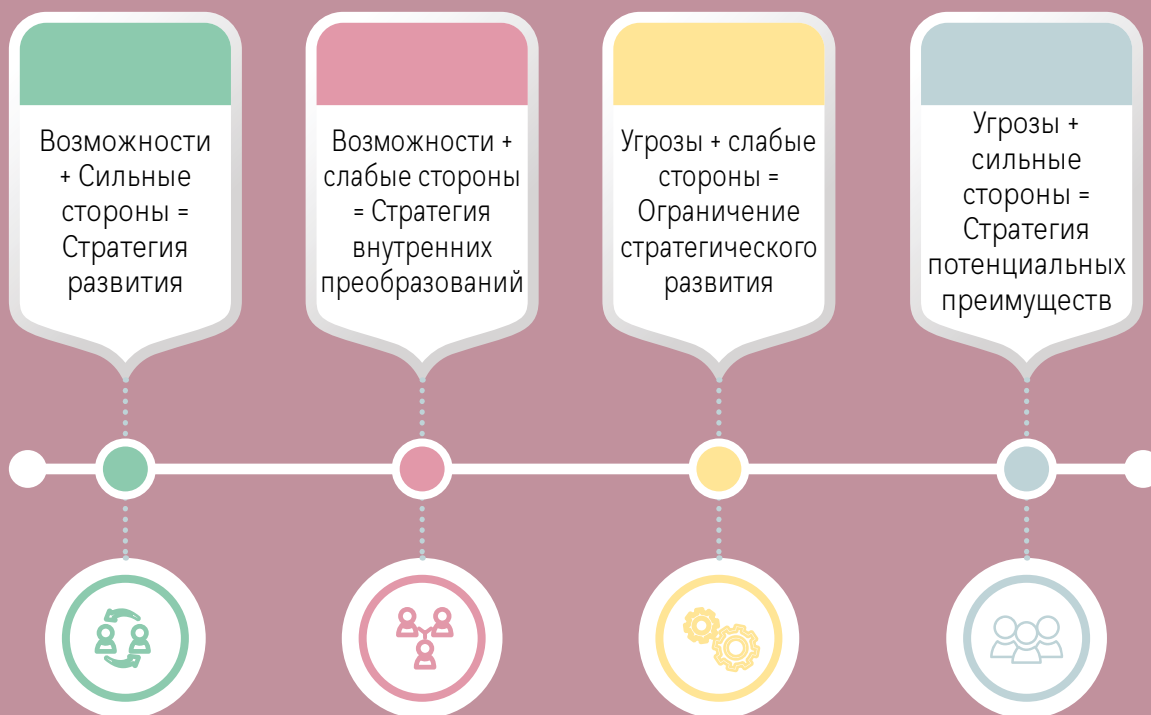 Возможности
+ Сильные
стороны =
Стратегия
развития
Возможности +
слабые стороны
= Стратегия
внутренних
преобразований
Угрозы + слабые
стороны =
Ограничение
стратегического
развития
Угрозы +
сильные
стороны =
Стратегия
потенциальных
преимуществ